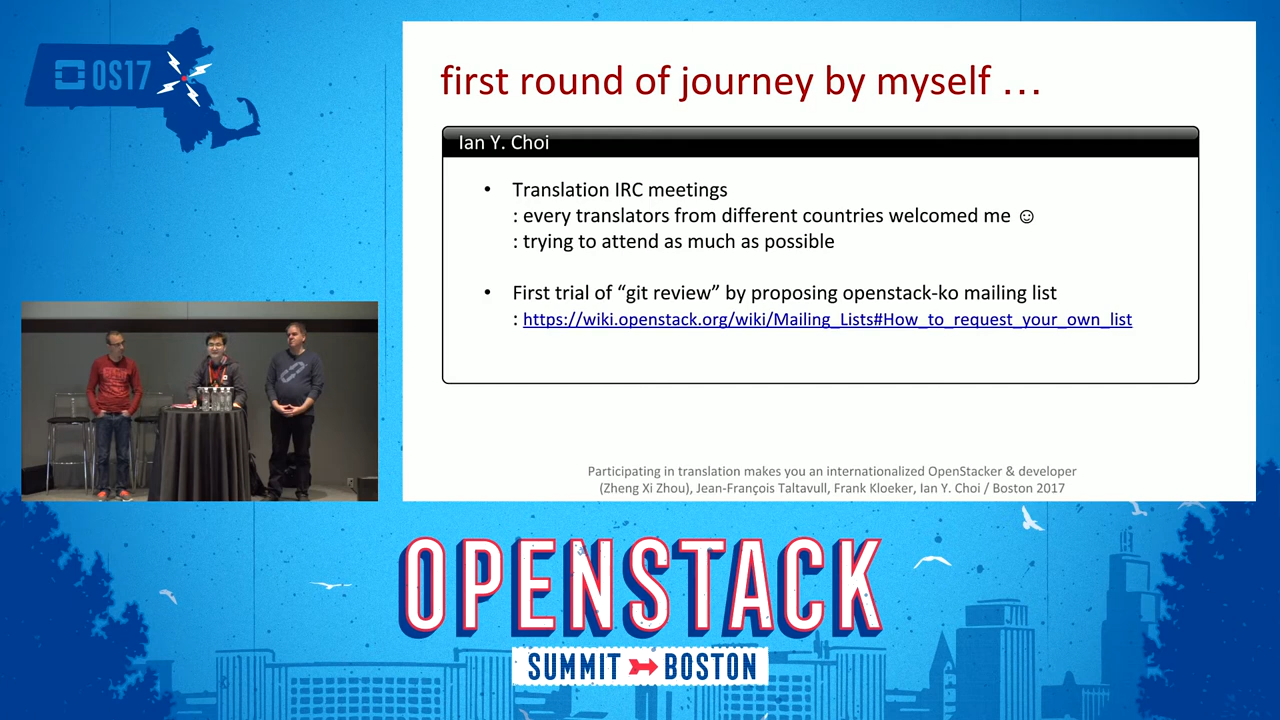 OS17
first round of journey by myself …
Ian Y. Choi
• Translation IRC meetings
: every translators from different countries welcomed me ☺
: trying to attend as much as possible
• First trial of “git review” by proposing openstack-ko mailing list
: https://wiki.openstack.org/wiki/Mailing_Lists#How_to_request_your_own_list
Participating in translation makes you an internationalized OpenStacker & developer
(Zheng Xi Zhou), Jean-François Taltavull, Frank Kloeker, Ian Y. Choi / Boston 2017
OPENSTACK
SUMMIT BOSTON